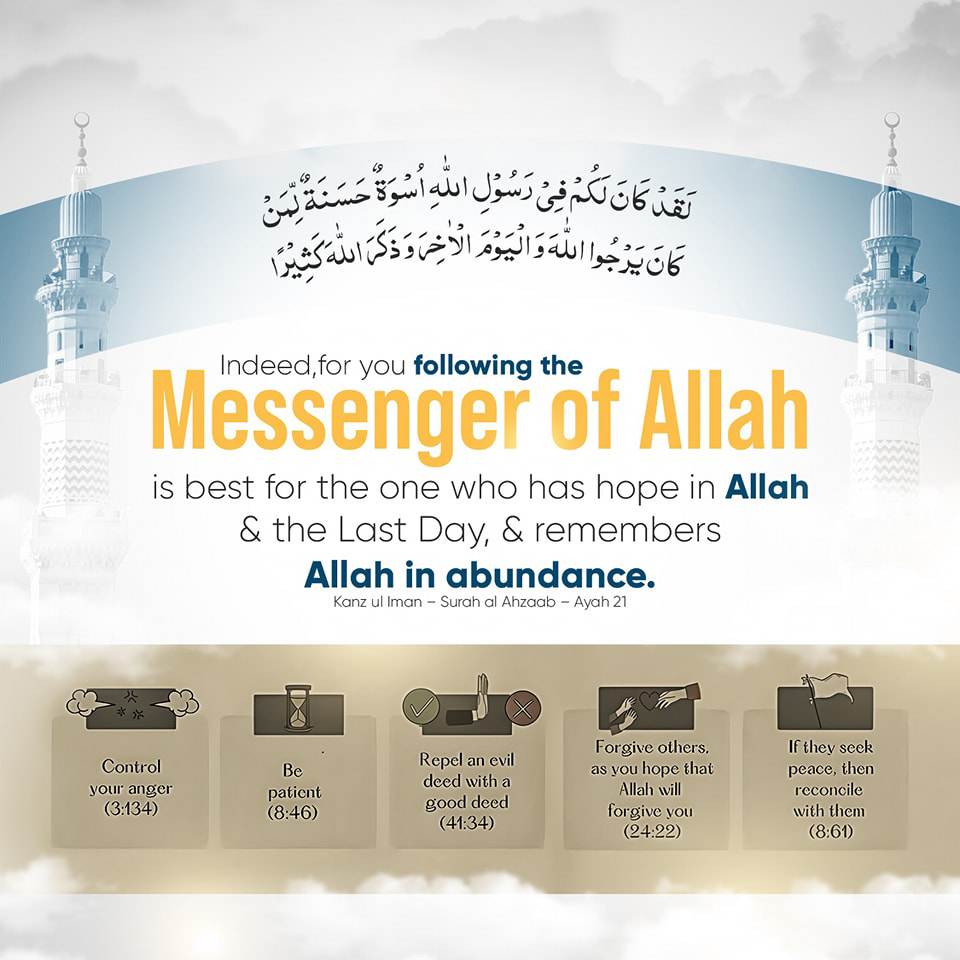 لَقَدْ كَانَ لَكُمْ فِيْ رَسُوْلِ اللّٰهِ اُسْوَةٌ حَسَنَةٌ لِّمَنْ
كَانَ يَرْجُوا اللّٰهَ وَ الْيَوْمَ الْاٰخِرَ وَ ذَكَرَ اللّٰهَ كَثِيْرًا
Indeed,for you following the
Messenger of Allah
is best for the one who has hope in Allah
& the Last Day, & remembers
Allah in abundance.
Kanz ul Iman – Surah al Ahzaab – Ayah 21
Control
your anger
(3:134)
Be
patient
(8:46)
Repel an evil
deed with a
good deed
(41:34)
Forgive others,
as you hope that
Allah will
forgive you
(24:22)
If they seek
peace, then
reconcile
with them
(8:61)